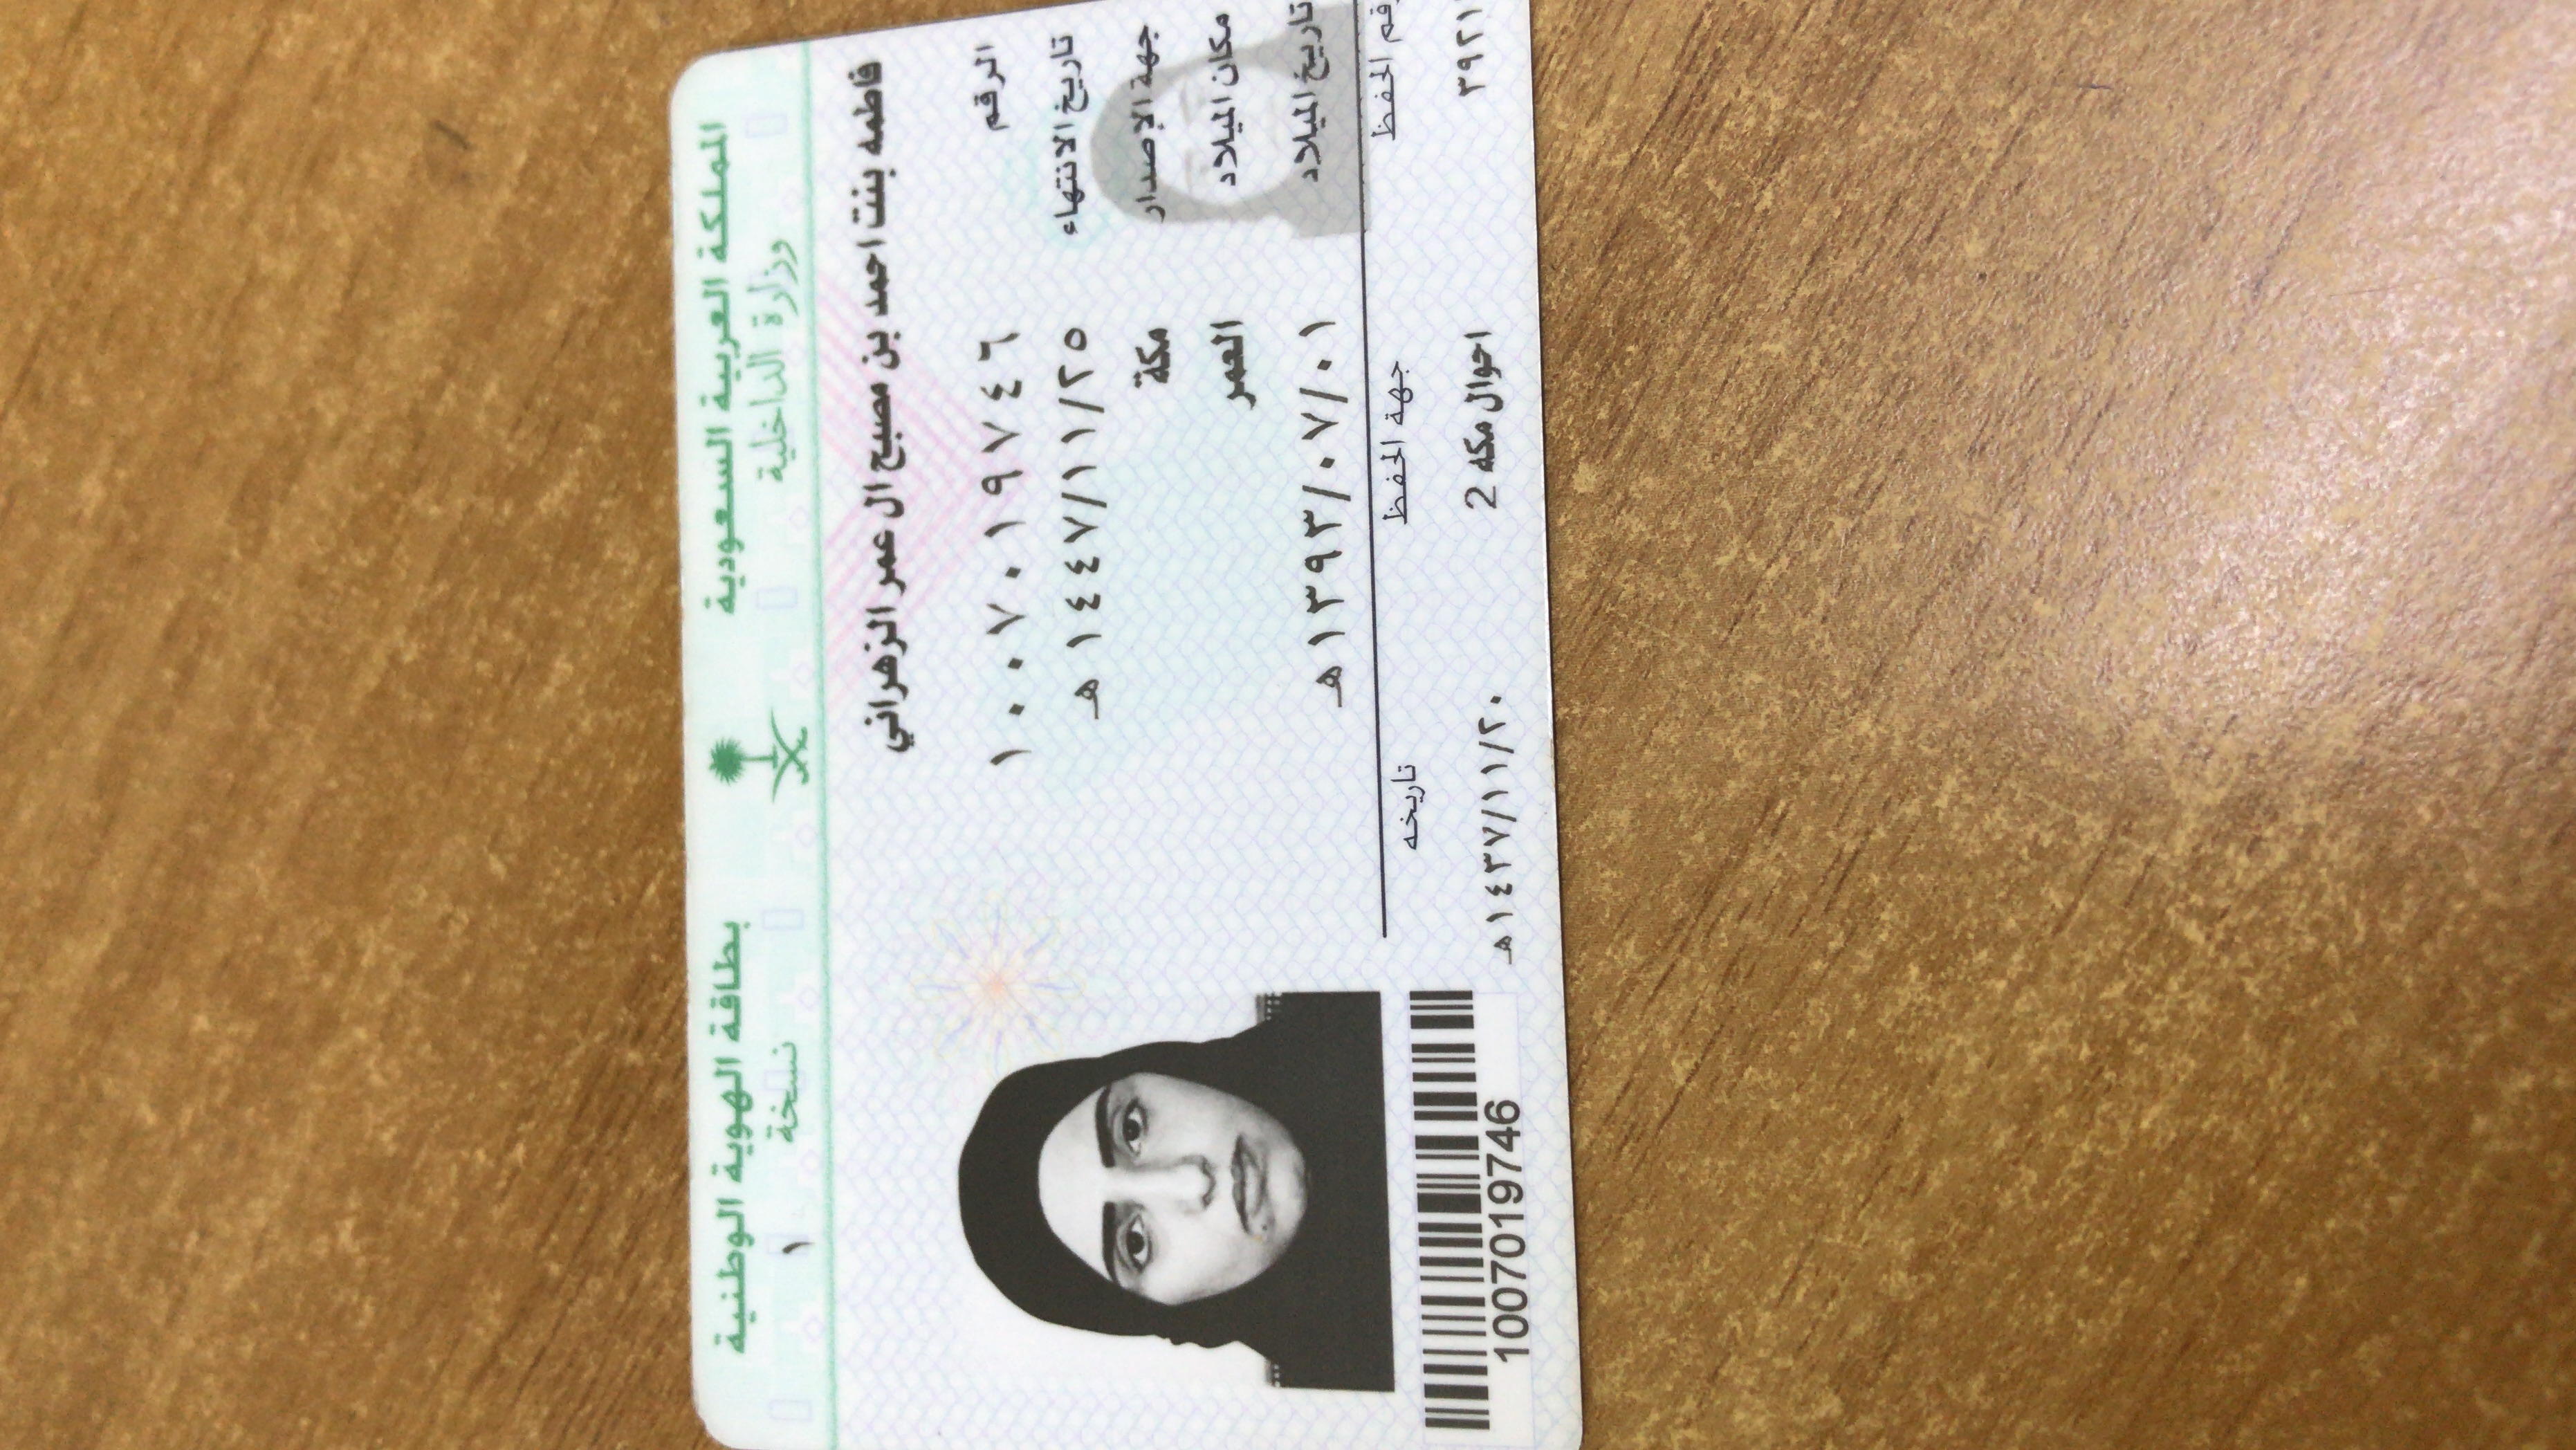 المملكة العربية السعودية
وزارة الداخلية
بطاقة الهوية الوطنية
نسخة ١
فاطمه بنت احمد بن مصبح ال عمر الزهراني
الرقم ١٠٠٧٠١٩٧٤٦
تاريخ الانتهاء ١٤٤٧/١١/٢٥ هـ
جهة الإصدار مكة
مكان الميلاد العمر
تاريخ الميلاد ١٣٩٣/٠٧/٠١ هـ
رقم الحفظ جهة الحفظ تاريخه
٣٩٢١ احوال مكه 2 ١٤٣٧/١١/٢٠هـ
1007019746